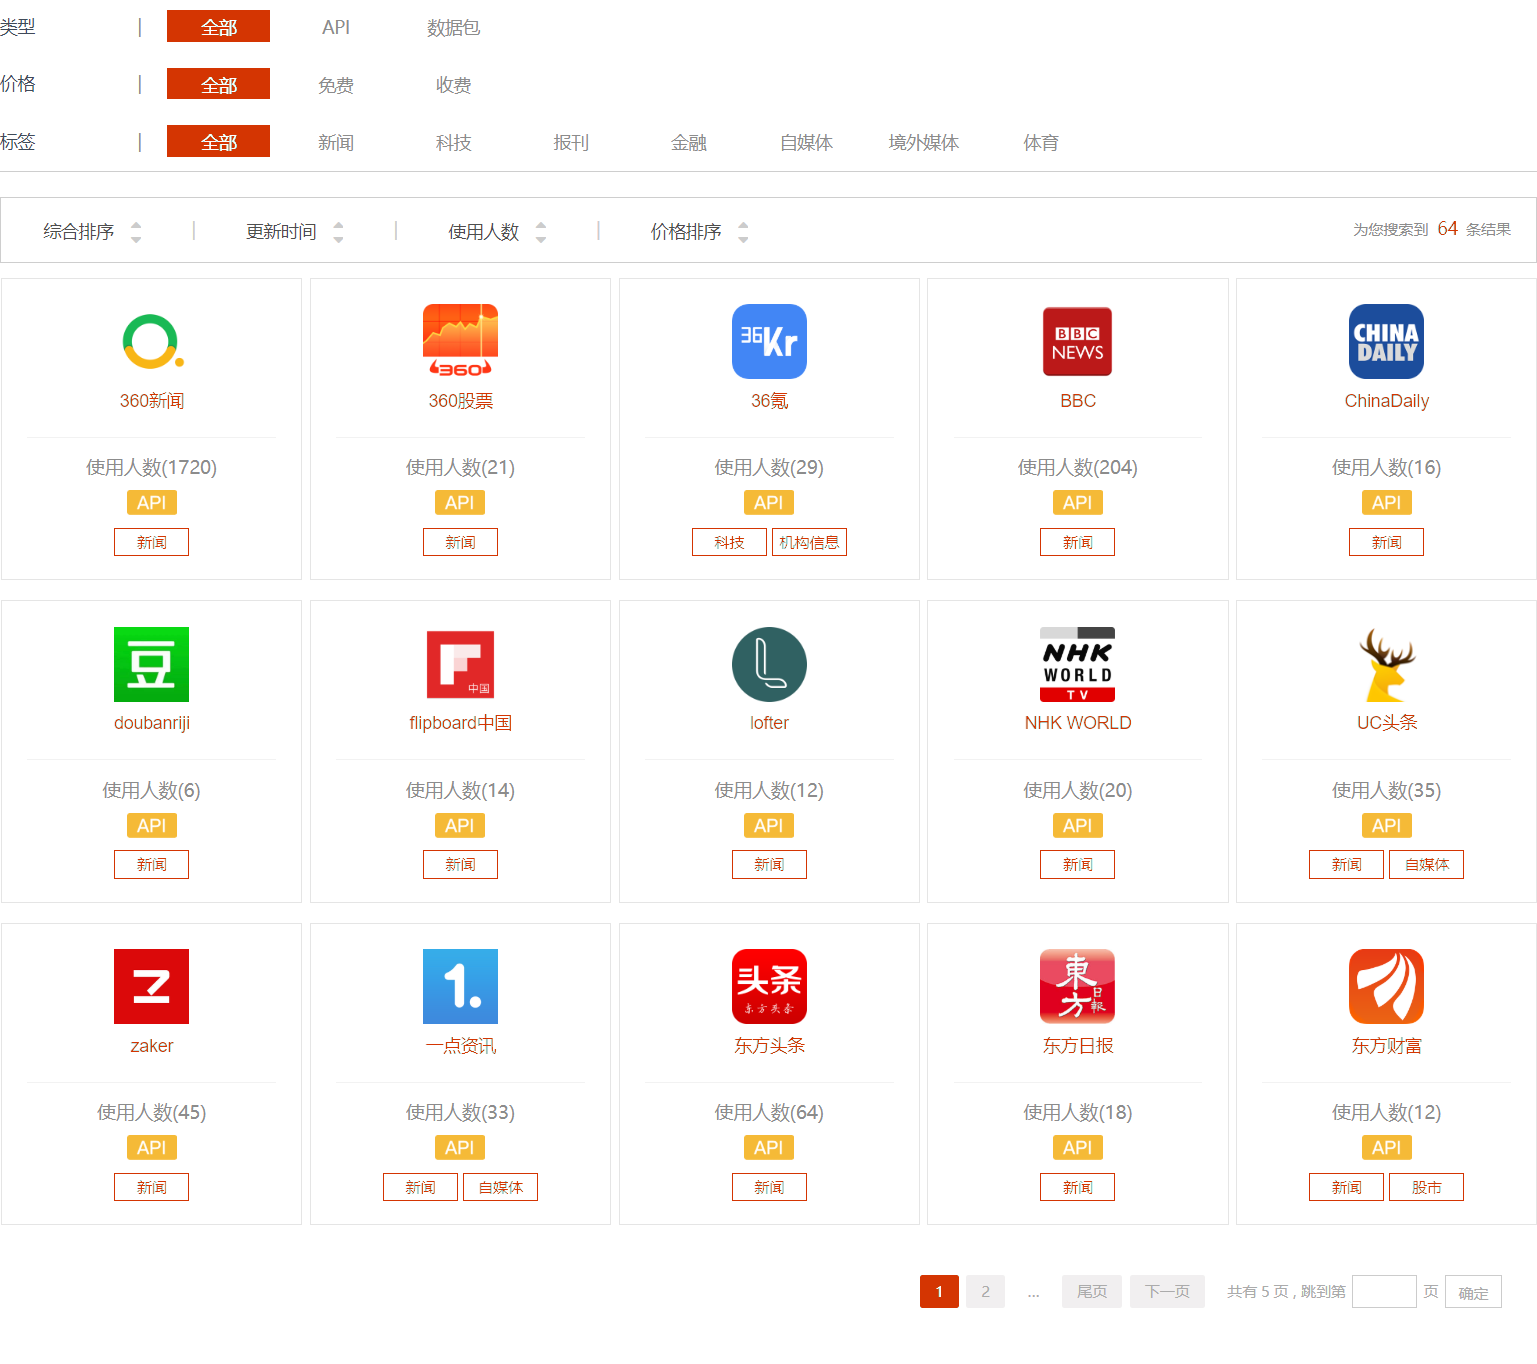 类型 | 全部 API 数据包
价格 | 全部 免费 收费
标签 | 全部 新闻 科技 报刊 金融 自媒体 境外媒体 体育
综合排序 | 更新时间 | 使用人数 | 价格排序 为您搜索到 64 条结果
360
36Kr
BBC
NEWS
CHINA
DAILY
360新闻 360股票 36氪 BBC ChinaDaily
使用人数(1720) 使用人数(21) 使用人数(29) 使用人数(204) 使用人数(16)
API API API API API
新闻 新闻 科技 机构信息 新闻 新闻
豆
中国
NHK
WORLD
TV
doubanriji flipboard中国 lofter NHK WORLD UC头条
使用人数(6) 使用人数(14) 使用人数(12) 使用人数(20) 使用人数(35)
API API API API API
新闻 新闻 新闻 新闻 新闻 自媒体
1.
头条
东方头条
東方日報
zaker 一点资讯 东方头条 东方日报 东方财富
使用人数(45) 使用人数(33) 使用人数(64) 使用人数(18) 使用人数(12)
API API API API API
新闻 新闻 自媒体 新闻 新闻 新闻 股市
1 2 ... 尾页 下一页 共有 5 页 , 跳到第 页 确定